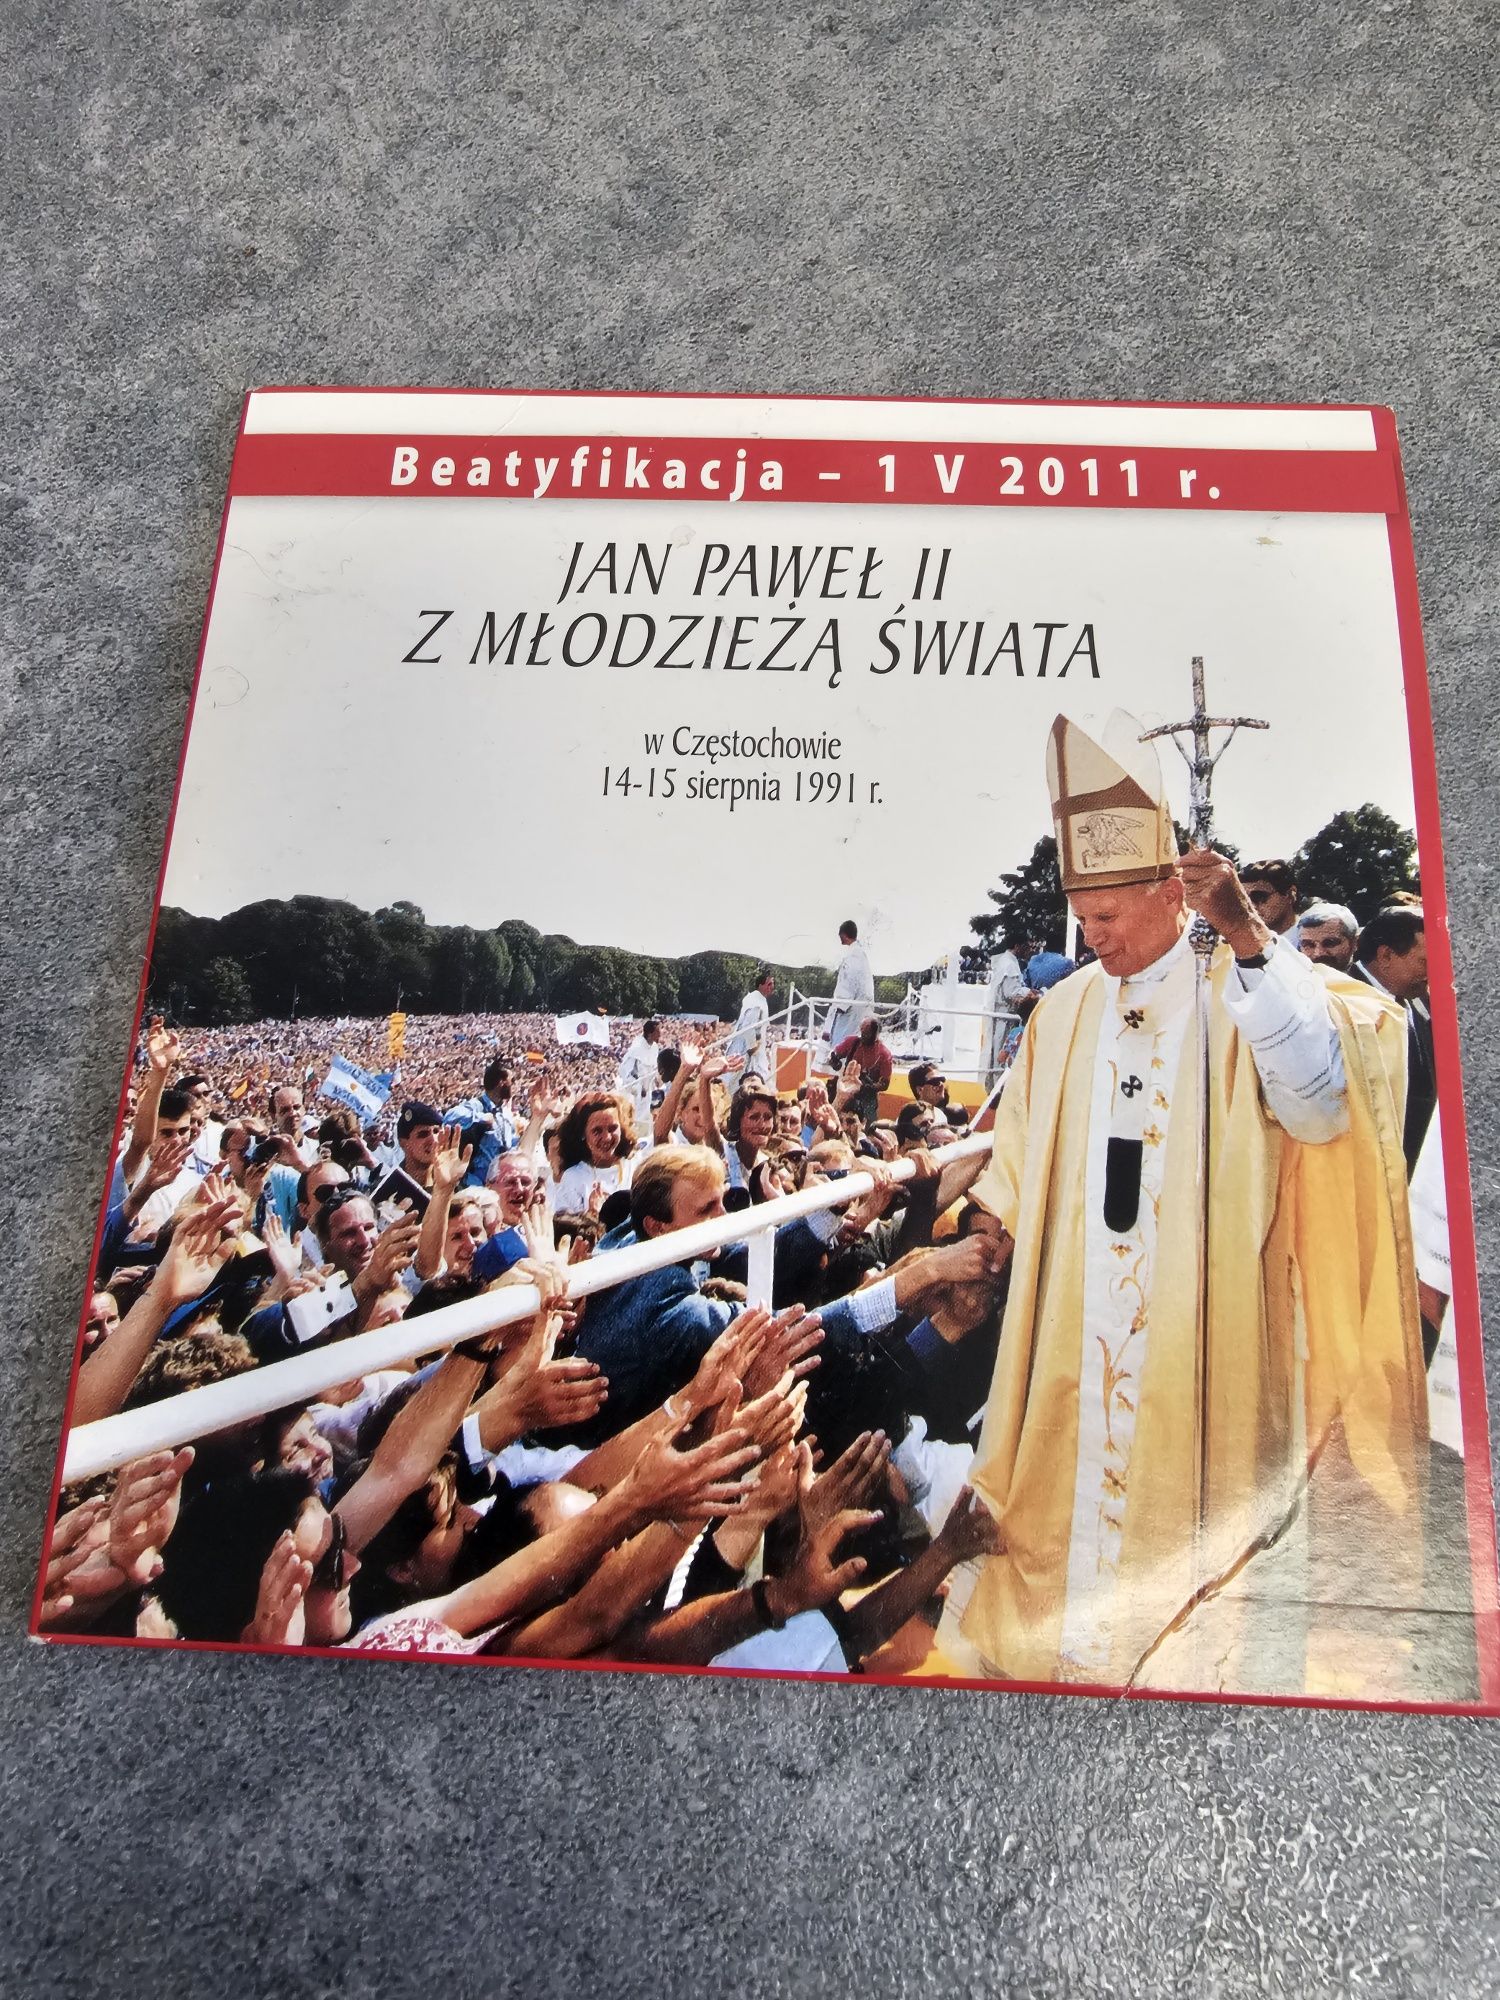 Beatyfikacja – 1 V 2011 r.
JAN PAWEŁ II
Z MŁODZIEŻĄ ŚWIATA
w Częstochowie
14-15 sierpnia 1991 r.